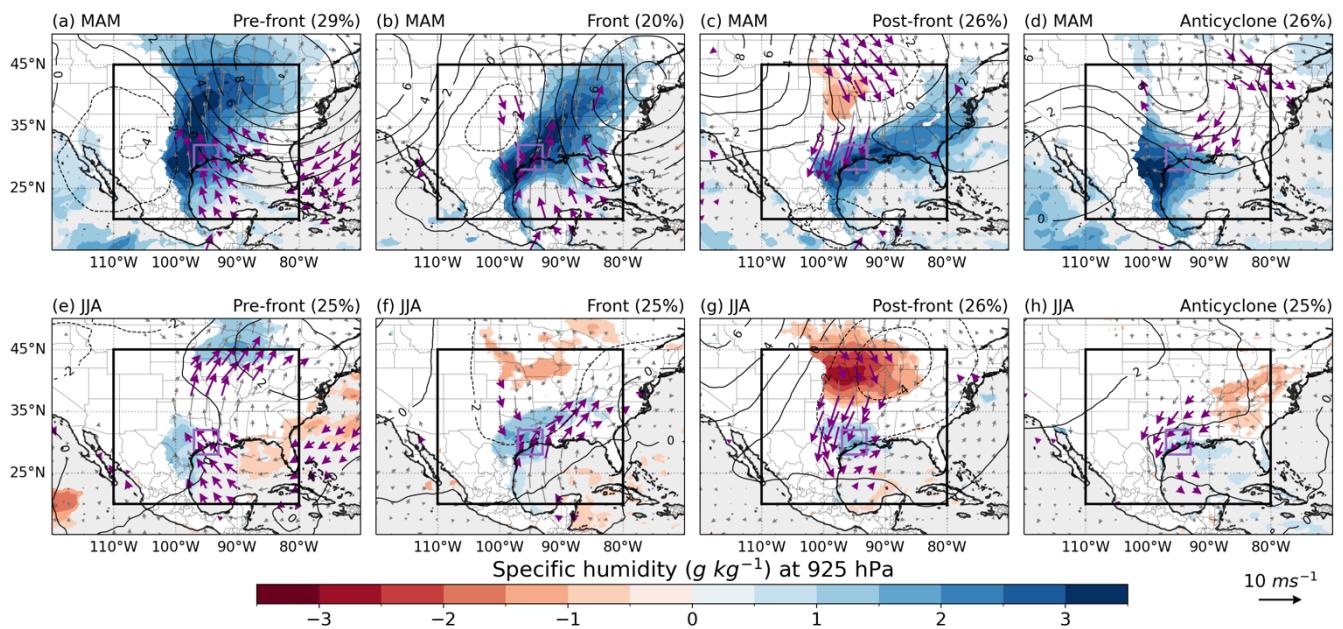 (a) MAM Pre-front (29%)
(b) MAM Front (20%)
(c) MAM Post-front (26%)
(d) MAM Anticyclone (26%)
45°N
35°N
25°N
110°W 100°W 90°W 80°W
110°W 100°W 90°W 80°W
110°W 100°W 90°W 80°W
110°W 100°W 90°W 80°W
(e) JJA Pre-front (25%)
(f) JJA Front (25%)
(g) JJA Post-front (26%)
(h) JJA Anticyclone (25%)
45°N
35°N
25°N
110°W 100°W 90°W 80°W
110°W 100°W 90°W 80°W
110°W 100°W 90°W 80°W
110°W 100°W 90°W 80°W
Specific humidity (g kg⁻¹) at 925 hPa
−3 −2 −1 0 1 2 3
10 ms⁻¹